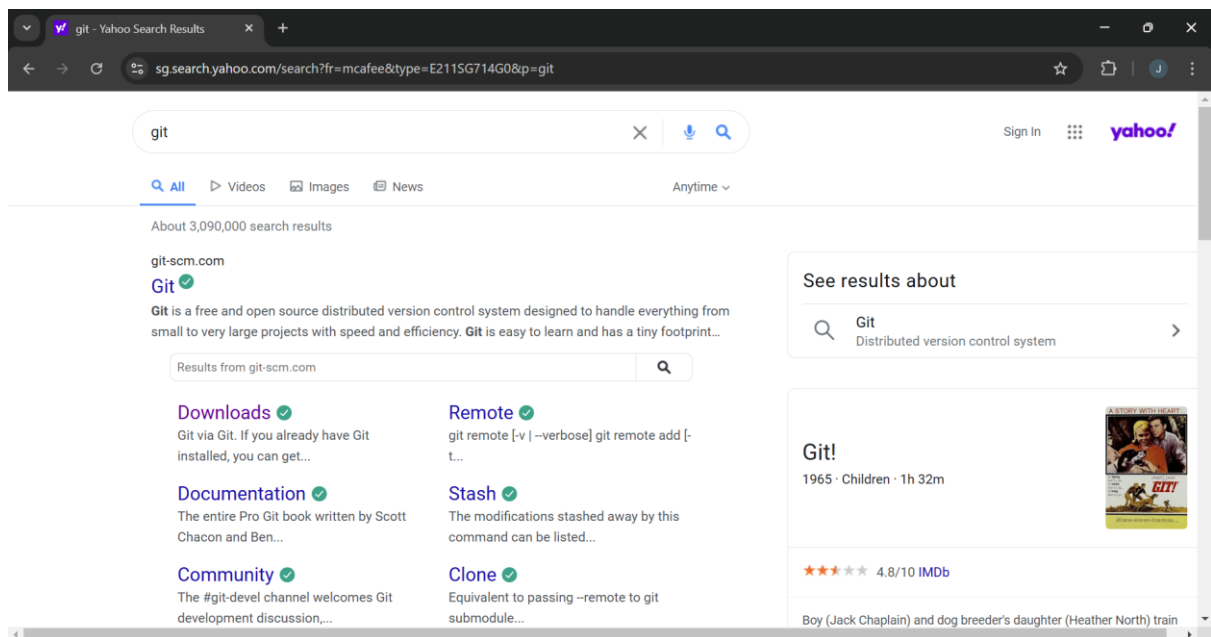 git - Yahoo Search Results
sg.search.yahoo.com/search?fr=mcafee&type=E211SG714G0&p=git
J
git
Sign In
yahoo!
All
Videos
Images
News
Anytime
About 3,090,000 search results
git-scm.com
Git
Git is a free and open source distributed version control system designed to handle everything from
small to very large projects with speed and efficiency. Git is easy to learn and has a tiny footprint...
Results from git-scm.com
Downloads
Git via Git. If you already have Git
installed, you can get...
Remote
git remote [-v | --verbose] git remote add [-
t...
Documentation
The entire Pro Git book written by Scott
Chacon and Ben...
Stash
The modifications stashed away by this
command can be listed...
Community
The #git-devel channel welcomes Git
development discussion,...
Clone
Equivalent to passing --remote to git
submodule...
See results about
Git
Distributed version control system
Git!
1965 · Children · 1h 32m
A STORY WITH HEART
GIT!
4.8/10 IMDb
Boy (Jack Chaplain) and dog breeder's daughter (Heather North) train